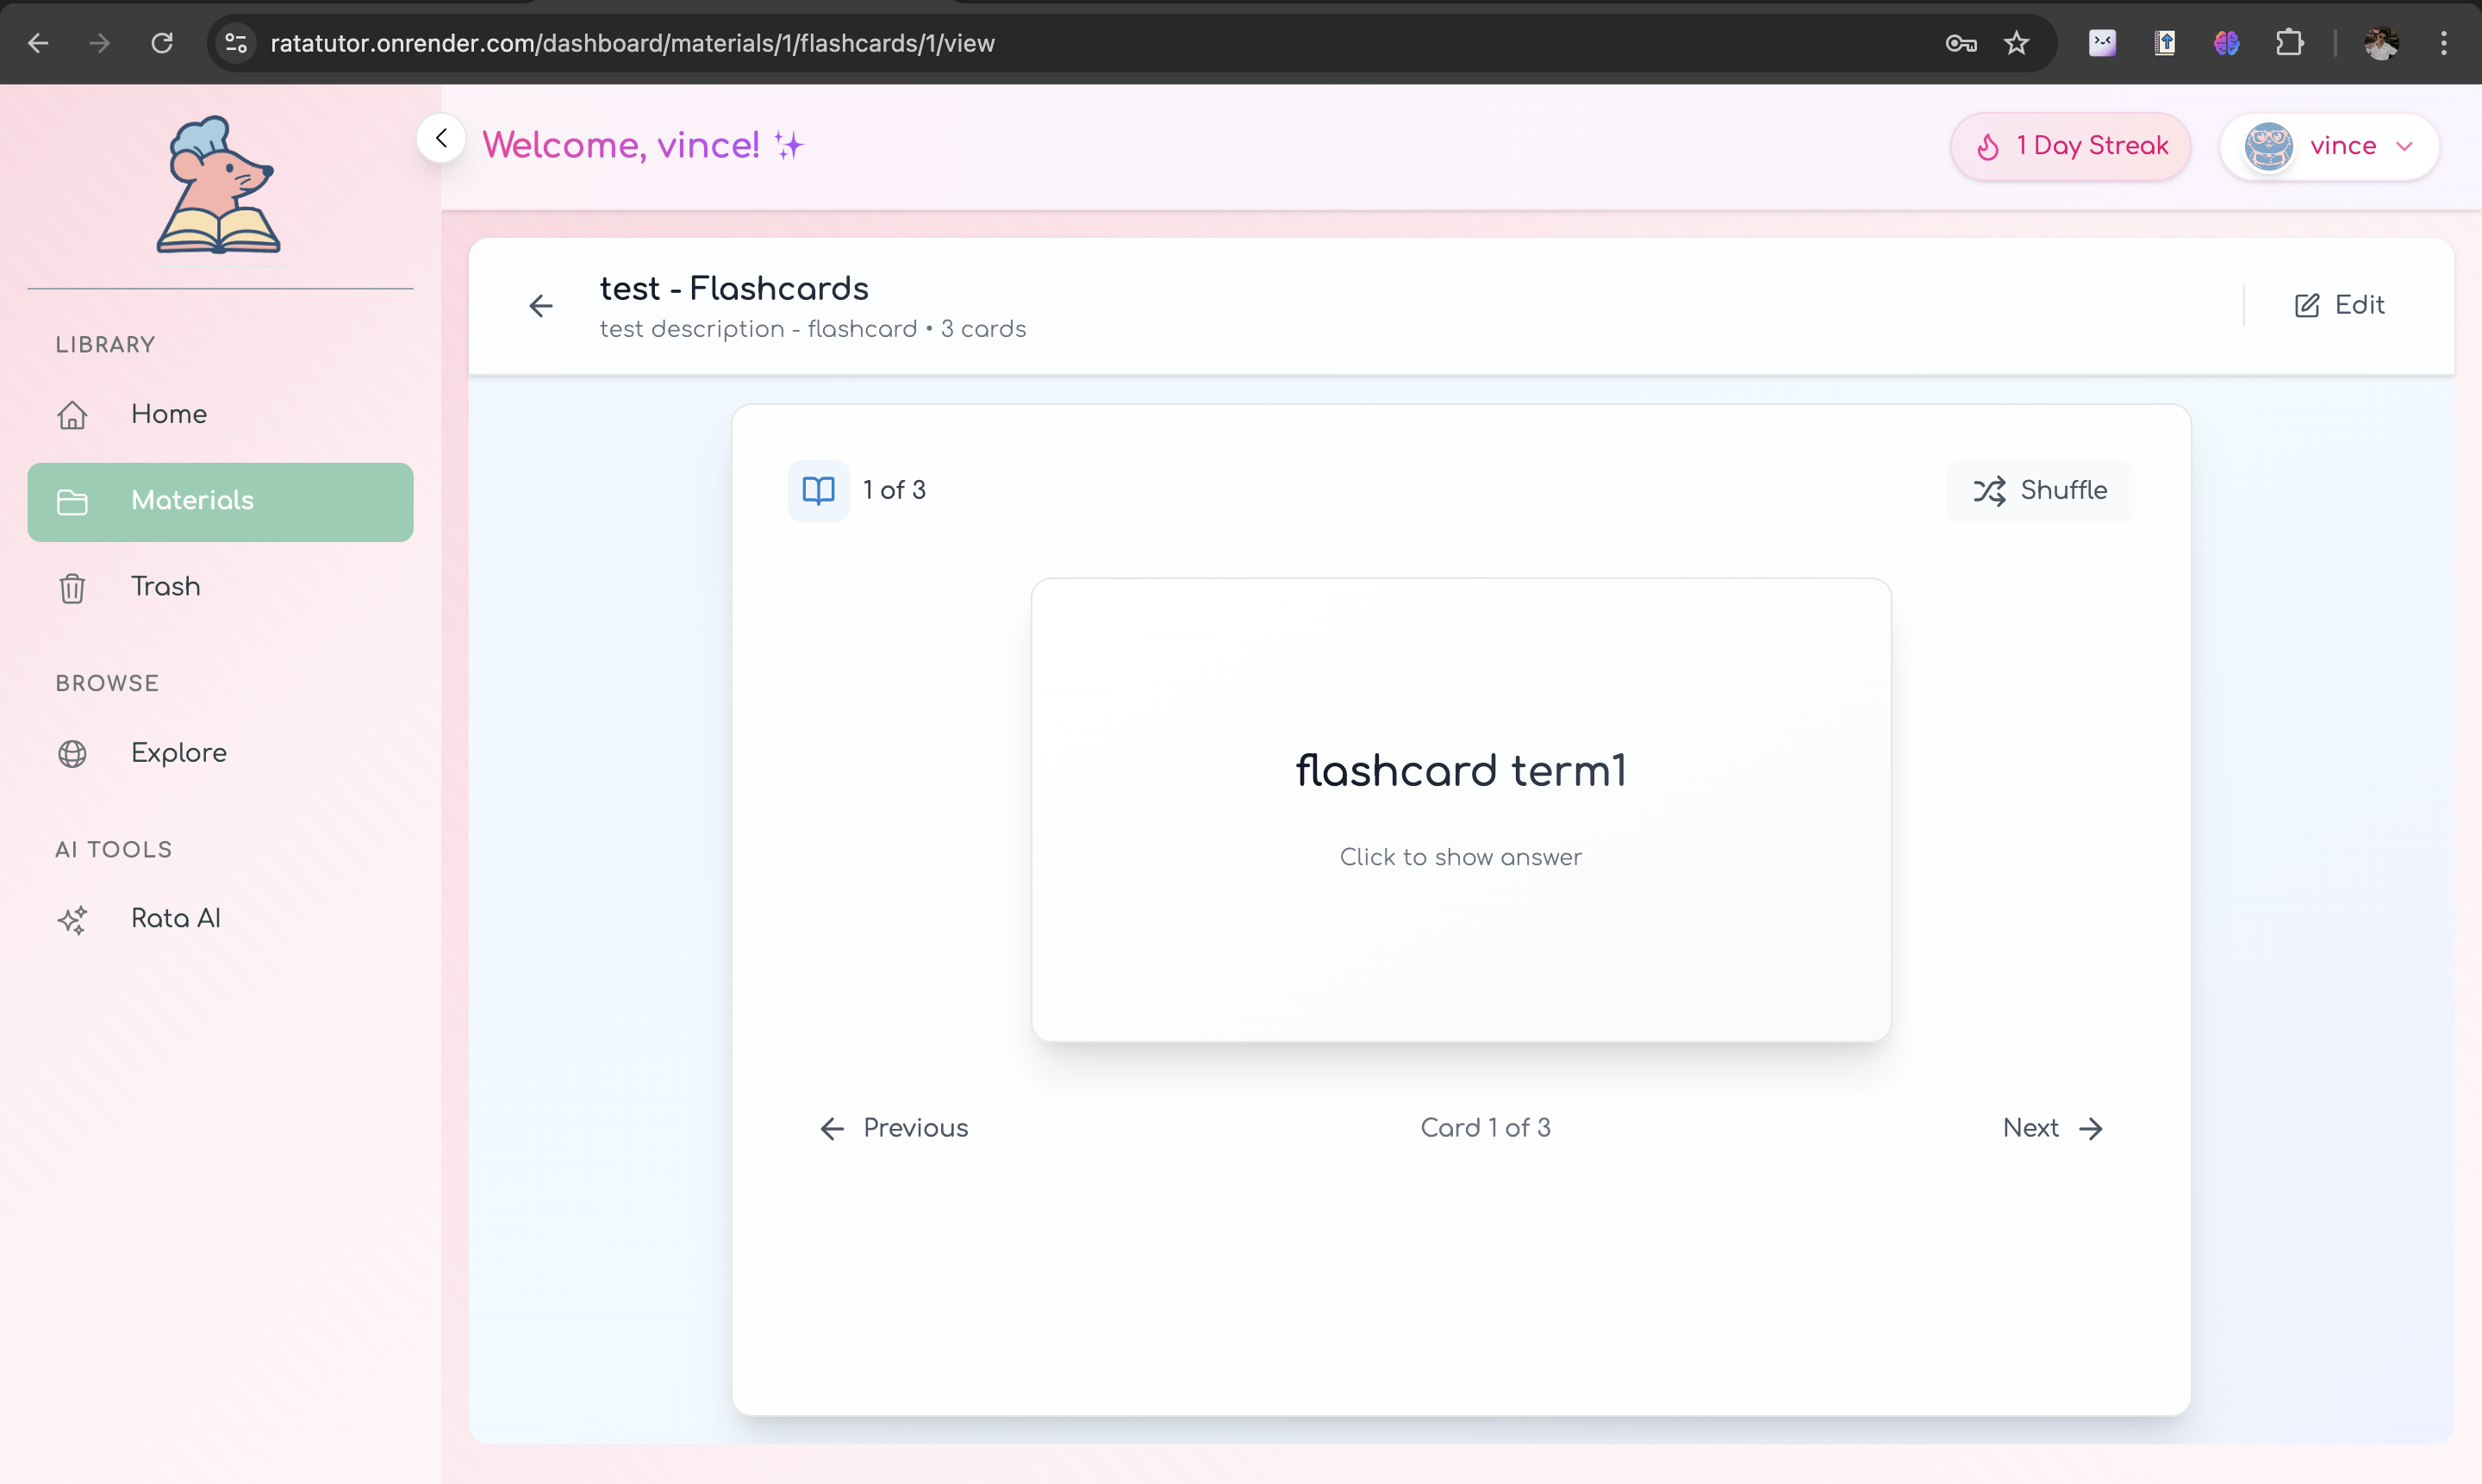 ratatutor.onrender.com/dashboard/materials/1/flashcards/1/view
Welcome, vince!
1 Day Streak
vince
test - Flashcards
test description - flashcard • 3 cards
Edit
LIBRARY
Home
Materials
Trash
BROWSE
Explore
AI TOOLS
Rata AI
1 of 3
Shuffle
flashcard term1
Click to show answer
Previous
Card 1 of 3
Next